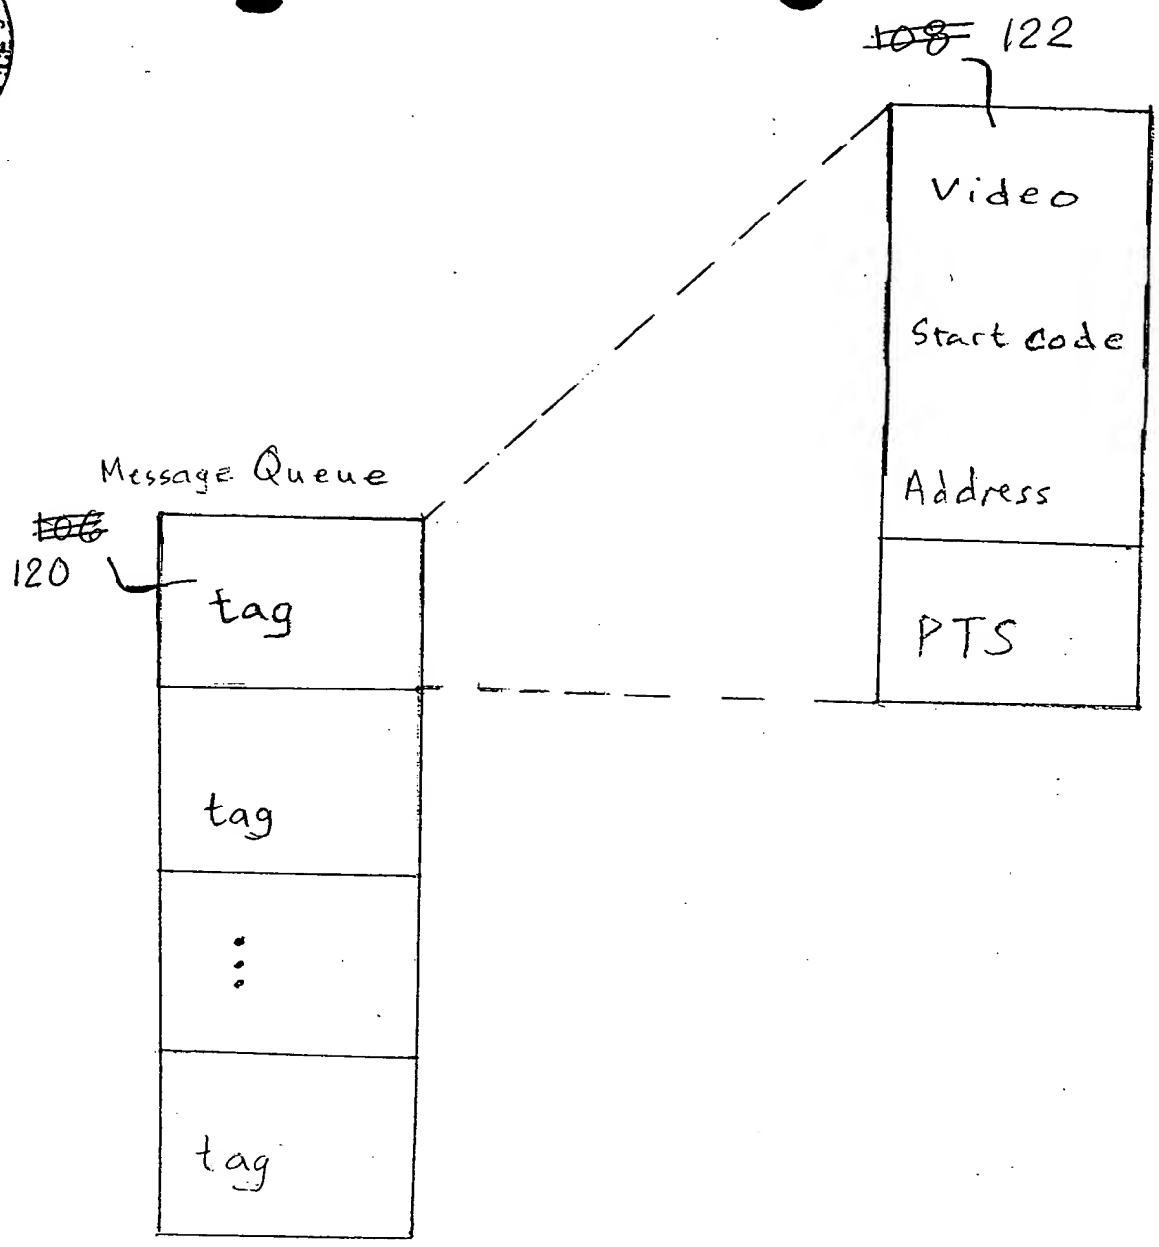 108 122
Video
Start code
Address
PTS
Message Queue
106
120
tag
tag
tag